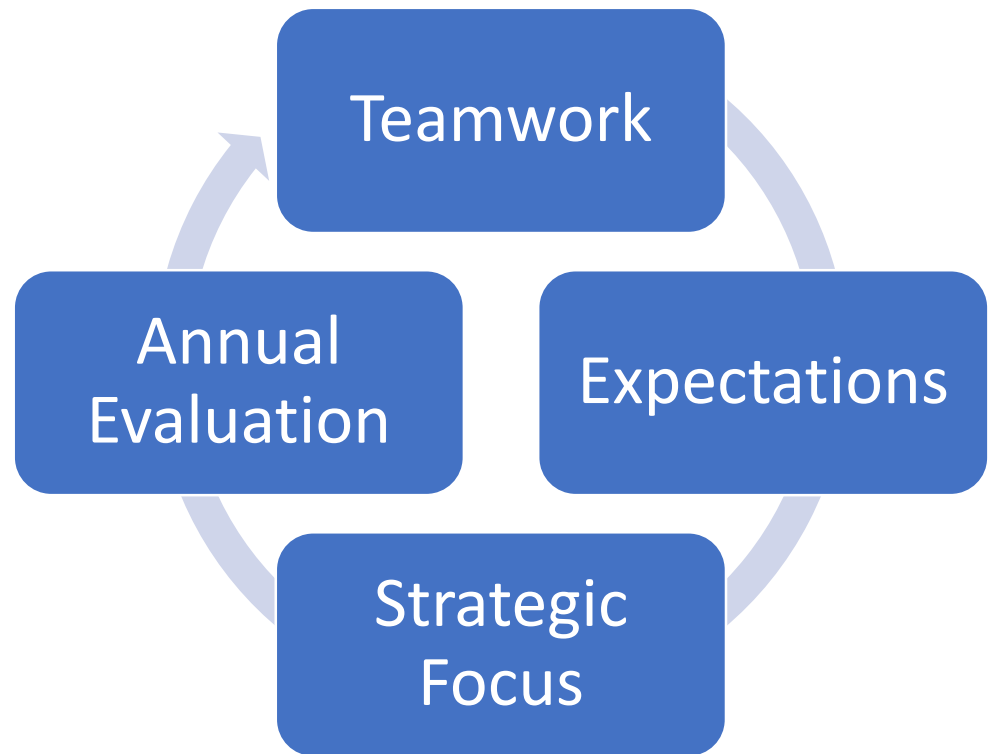 Teamwork
Expectations
Strategic
Focus
Annual
Evaluation